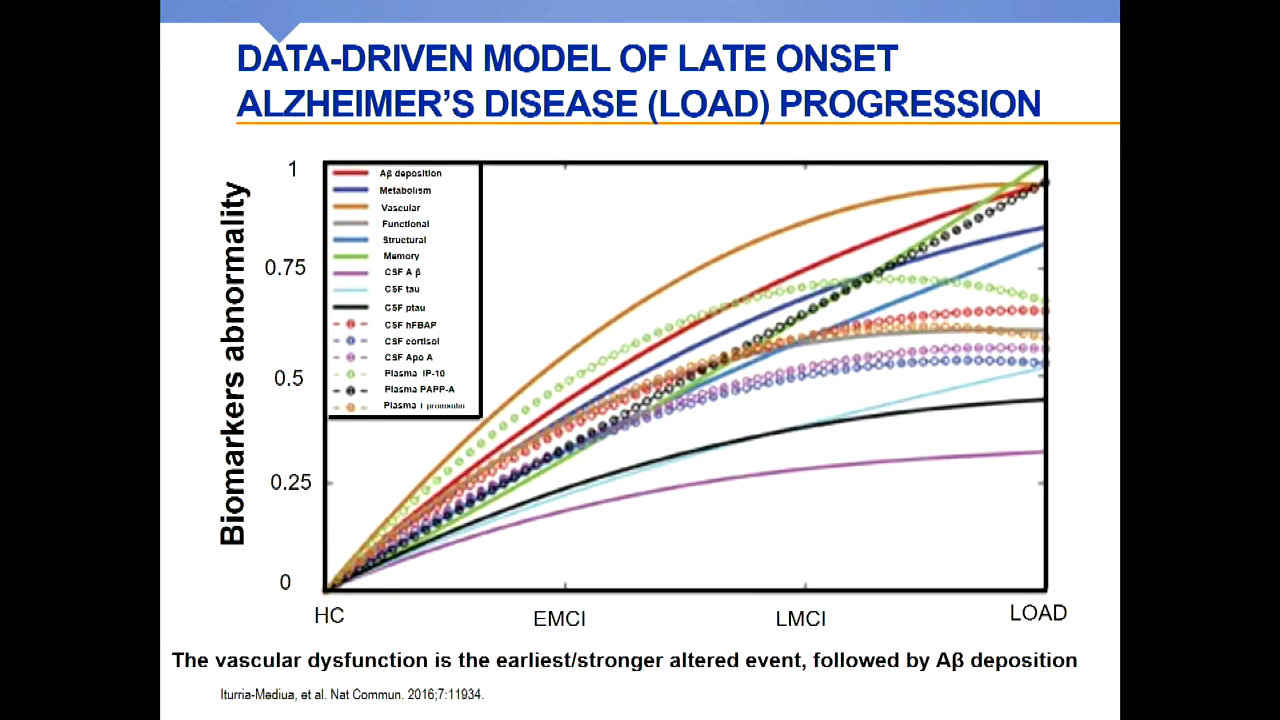 DATA-DRIVEN MODEL OF LATE ONSET
ALZHEIMER'S DISEASE (LOAD) PROGRESSION
Biomarkers abnormality
1
0.75
0.5
0.25
0
Aβ deposition
Metabolism
Vascular
Functional
Structural
Memory
CSF A β
CSF tau
CSF ptau
CSF hFBAP
CSF cortisol
CSF Apo A
Plasma IP-10
Plasma PAPP-A
Plasma
HC
EMCI
LMCI
LOAD
The vascular dysfunction is the earliest/stronger altered event, followed by Aβ deposition
Iturria-Mediua, et al. Nat Commun. 2016;7:11934.